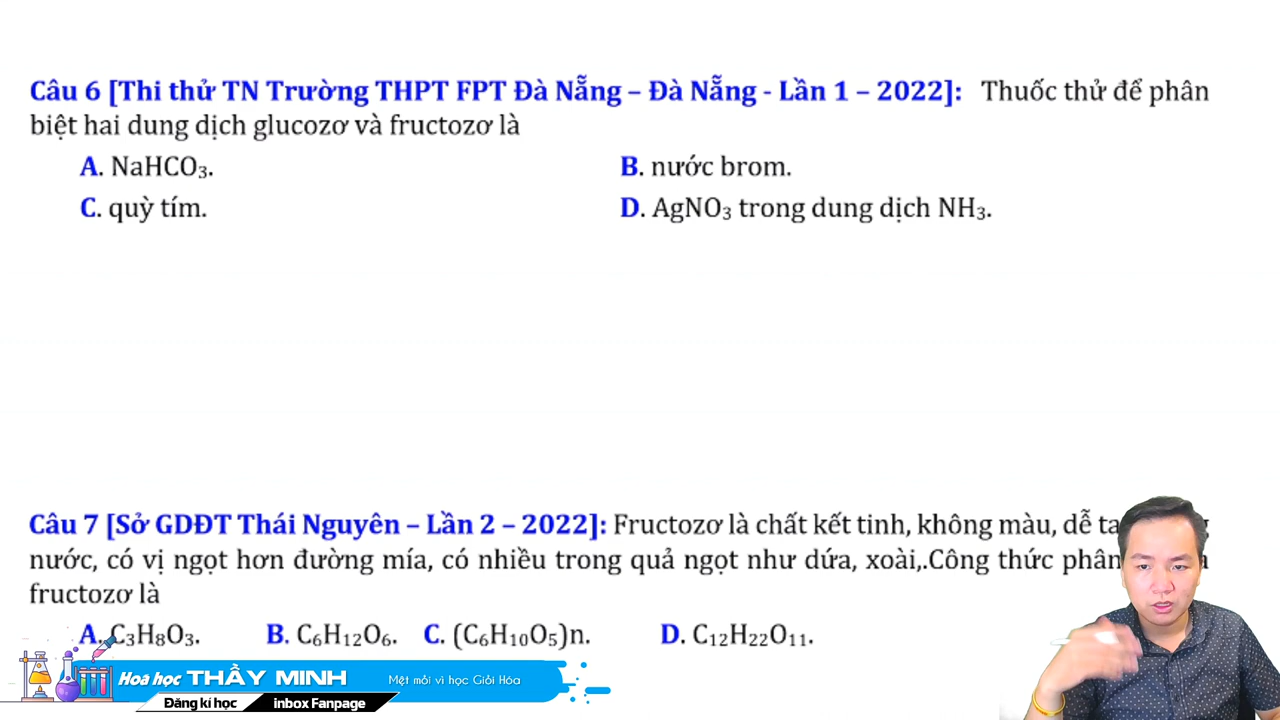 Câu 6 [Thi thử TN Trường THPT FPT Đà Nẵng – Đà Nẵng - Lần 1 – 2022]: Thuốc thử để phân
biệt hai dung dịch glucozơ và fructozơ là
A. NaHCO₃. B. nước brom.
C. quỳ tím. D. AgNO₃ trong dung dịch NH₃.
Câu 7 [Sở GDĐT Thái Nguyên – Lần 2 – 2022]: Fructozơ là chất kết tinh, không màu, dễ
nước, có vị ngọt hơn đường mía, có nhiều trong quả ngọt như dứa, xoài,.Công thức phân
fructozơ là
A. C₃H₈O₃. B. C₆H₁₂O₆. C. (C₆H₁₀O₅)n. D. C₁₂H₂₂O₁₁.
Hoá học THẦY MINH Mệt mỏi vì học Giỏi Hóa
Đăng kí học inbox Fanpage